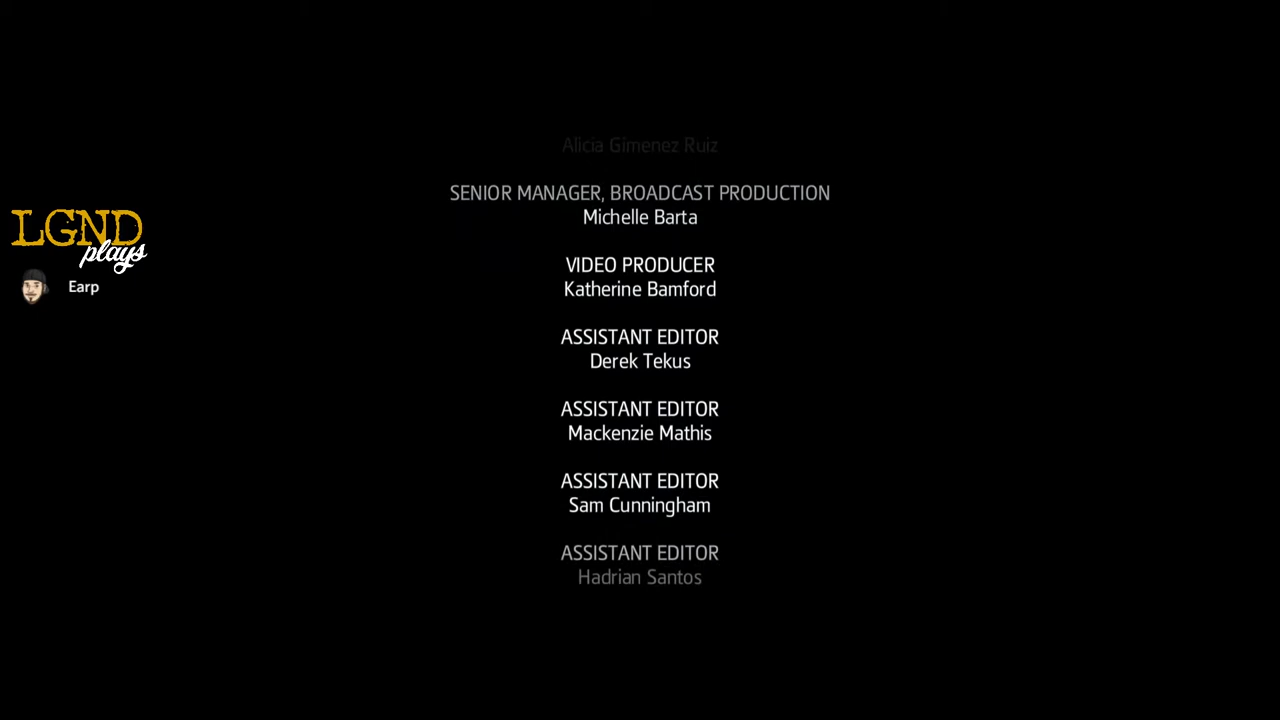 Alicia Gimenez Ruiz
SENIOR MANAGER, BROADCAST PRODUCTION
Michelle Barta
LGND
plays
Earp
VIDEO PRODUCER
Katherine Bamford
ASSISTANT EDITOR
Derek Tekus
ASSISTANT EDITOR
Mackenzie Mathis
ASSISTANT EDITOR
Sam Cunningham
ASSISTANT EDITOR
Hadrian Santos